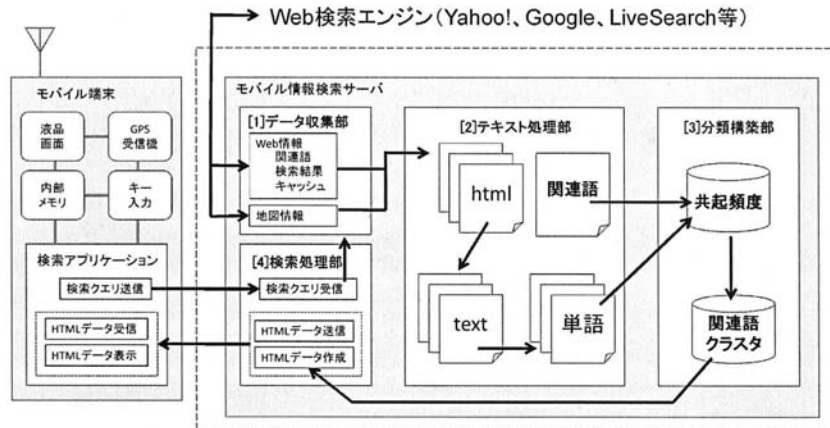 Web検索エンジン(Yahoo!、Google、LiveSearch等)
モバイル端末
液晶
画面
GPS
受信機
内部
メモリ
キー
入力
検索アプリケーション
検索クエリ送信
HTMLデータ受信
HTMLデータ表示
モバイル情報検索サーバ
[1]データ収集部
Web情報
関連語
検索結果
キャッシュ
地図情報
[4]検索処理部
検索クエリ受信
HTMLデータ送信
HTMLデータ作成
[2]テキスト処理部
html
関連語
text
単語
[3]分類構築部
共起頻度
関連語
クラスタ